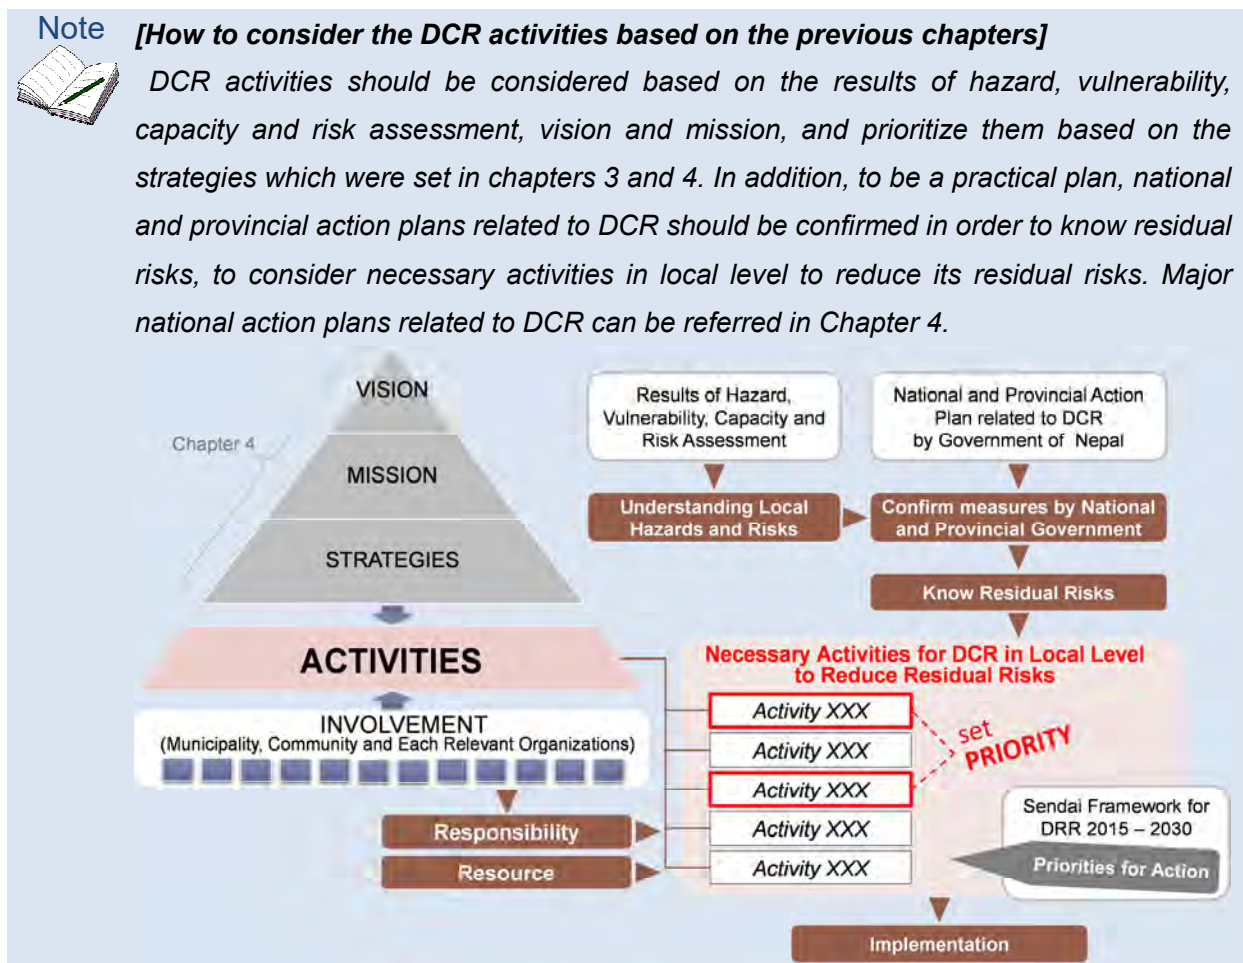 Note
[How to consider the DCR activities based on the previous chapters]
DCR activities should be considered based on the results of hazard, vulnerability,
capacity and risk assessment, vision and mission, and prioritize them based on the
strategies which were set in chapters 3 and 4. In addition, to be a practical plan, national
and provincial action plans related to DCR should be confirmed in order to know residual
risks, to consider necessary activities in local level to reduce its residual risks. Major
national action plans related to DCR can be referred in Chapter 4.
VISION
Chapter 4
MISSION
STRATEGIES
ACTIVITIES
INVOLVEMENT
(Municipality, Community and Each Relevant Organizations)
Responsibility
Resource
Results of Hazard,
Vulnerability, Capacity and
Risk Assessment
National and Provincial Action
Plan related to DCR
by Government of Nepal
Understanding Local
Hazards and Risks
Confirm measures by National
and Provincial Government
Know Residual Risks
Necessary Activities for DCR in Local Level
to Reduce Residual Risks
Activity XXX
Activity XXX
Activity XXX
Activity XXX
Activity XXX
set
PRIORITY
Sendai Framework for
DRR 2015 – 2030
Priorities for Action
Implementation